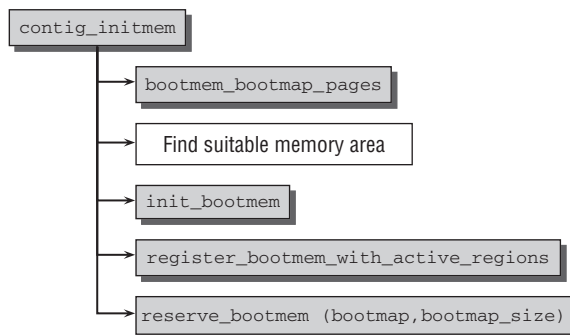 contig_initmem
bootmem_bootmap_pages
Find suitable memory area
init_bootmem
register_bootmem_with_active_regions
reserve_bootmem (bootmap,bootmap_size)